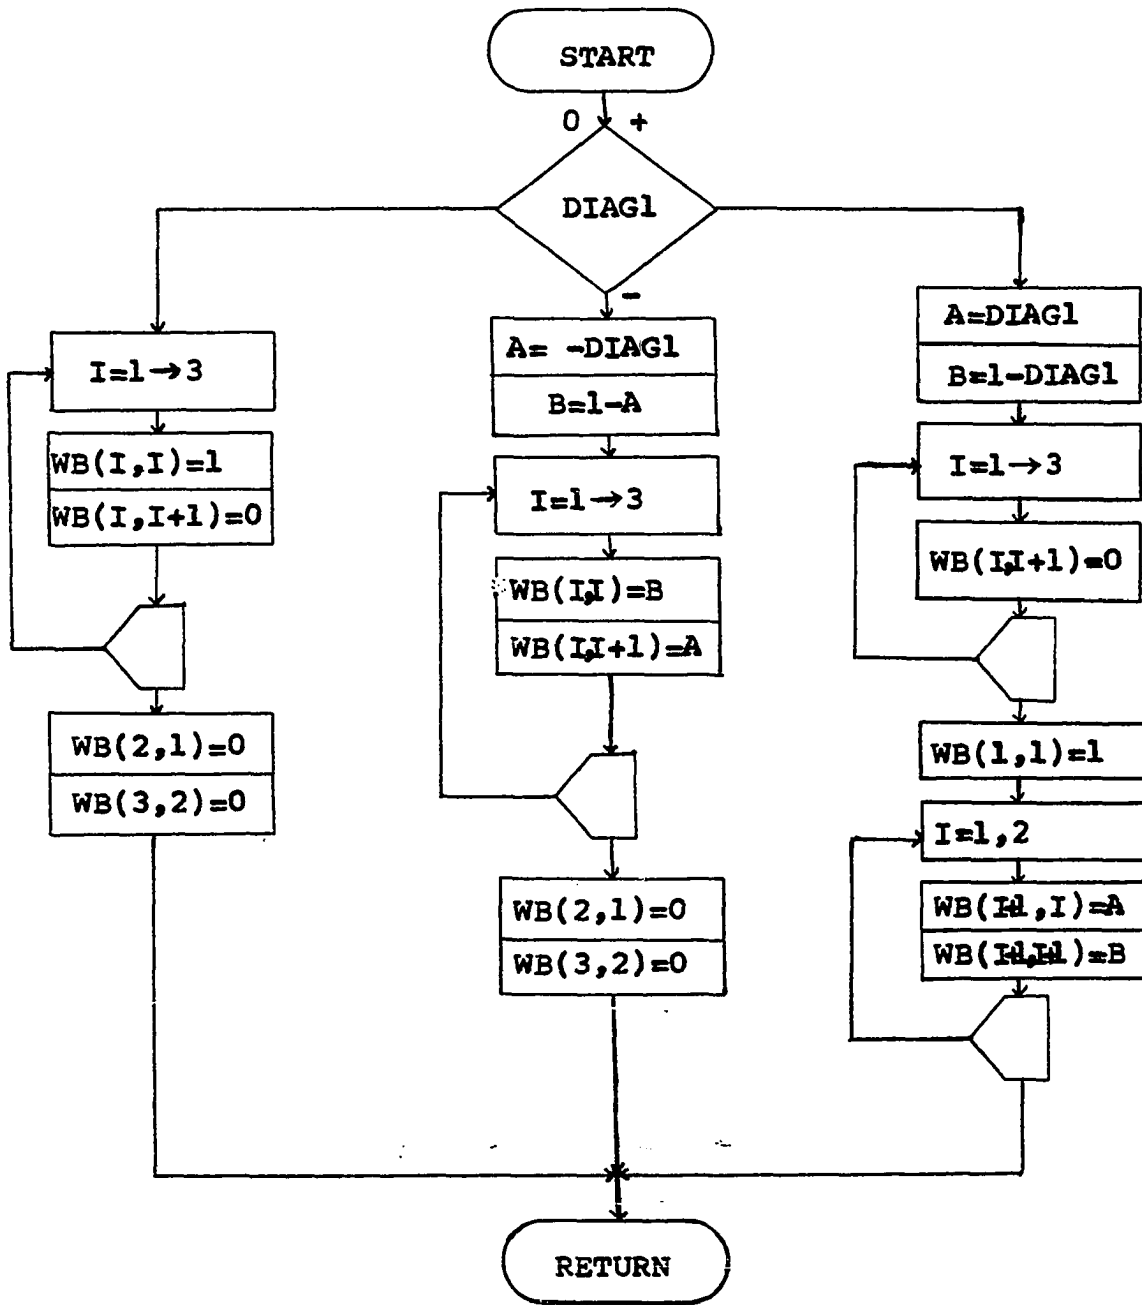 START
0 +
DIAG1
-
I=1→3
WB(I,I)=1
WB(I,I+1)=0
WB(2,1)=0
WB(3,2)=0
A= -DIAG1
B=1-A
I=1→3
WB(I,I)=B
WB(I,I+1)=A
WB(2,1)=0
WB(3,2)=0
A=DIAG1
B=1-DIAG1
I=1→3
WB(I,I+1)=0
WB(1,1)=1
I=1,2
WB(I+1,I)=A
WB(I+1,I+1)=B
RETURN